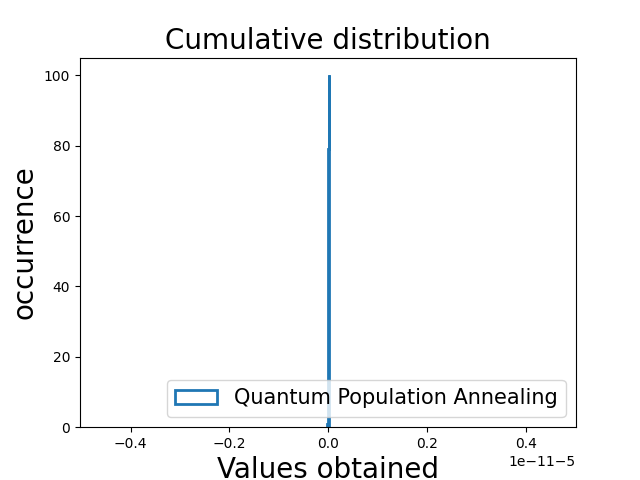 Cumulative distribution
occurrence
100
80
60
40
20
0
−0.4
−0.2
0.0
0.2
0.4
1e−11−5
Values obtained
Quantum Population Annealing